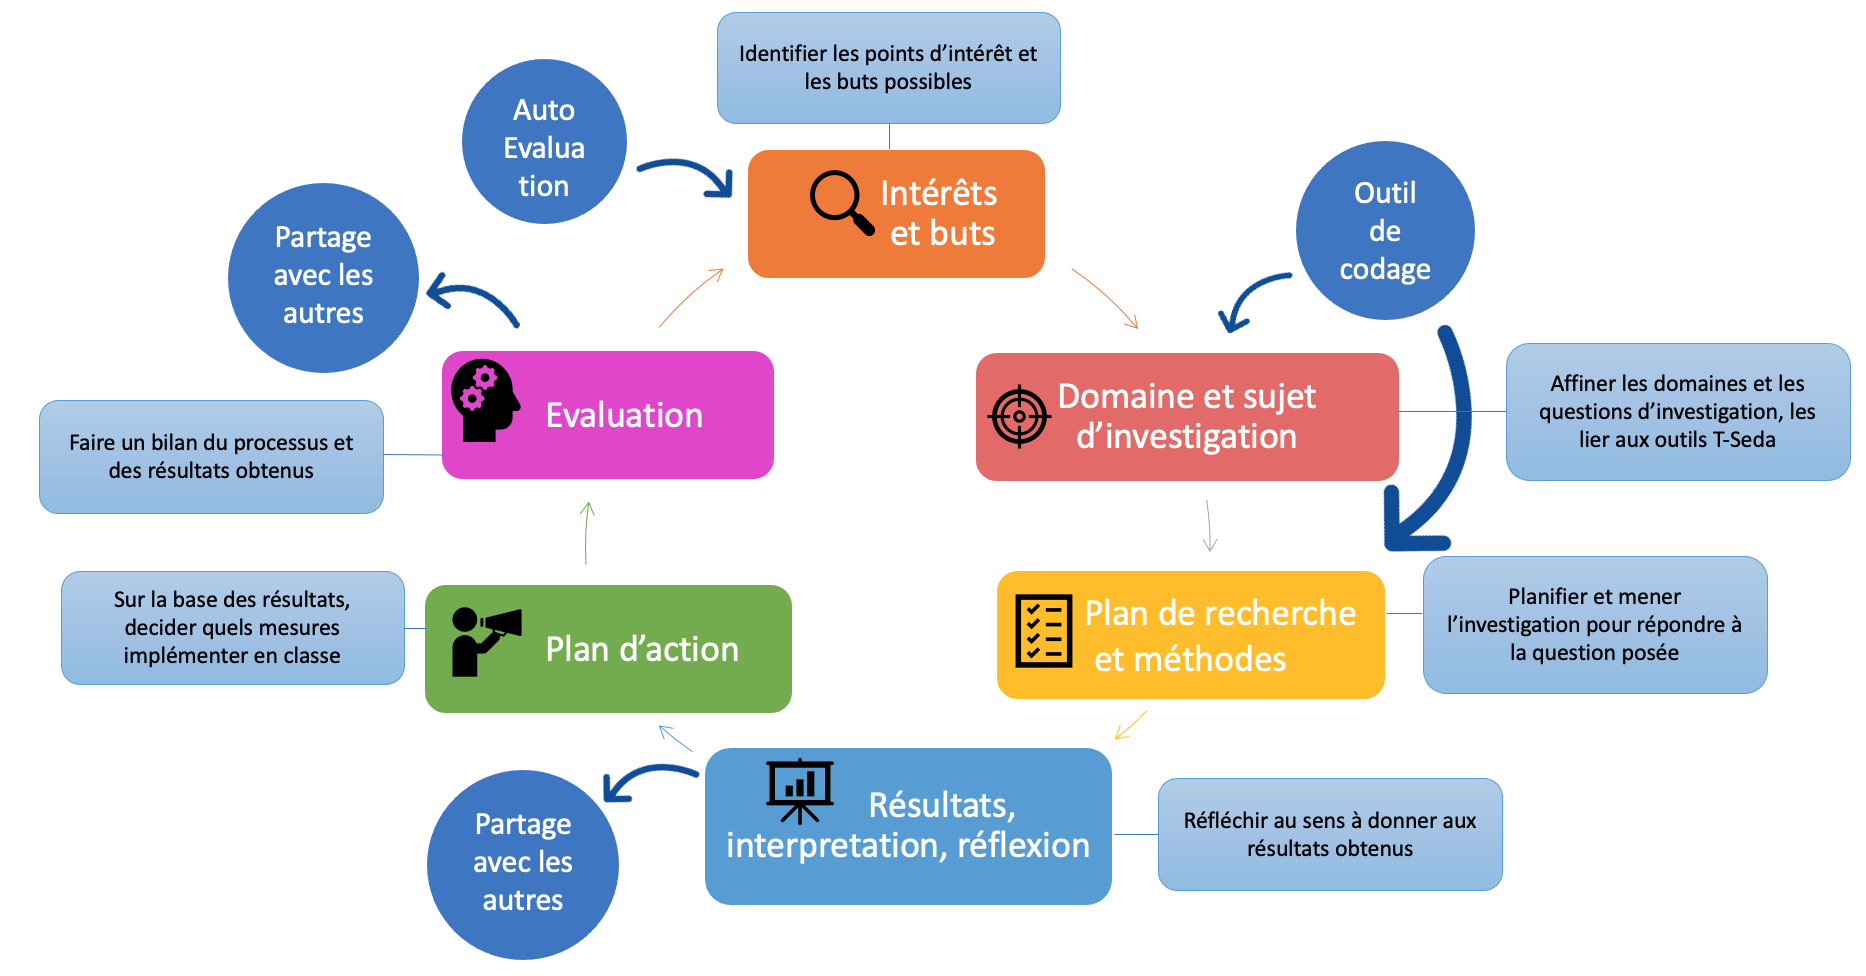 Identifier les points d’intérêt et
les buts possibles
Auto
Evalua
tion
Intérêts
et buts
Outil
de
codage
Partage
avec les
autres
Evaluation
Domaine et sujet
d’investigation
Affiner les domaines et les
questions d’investigation, les
lier aux outils T-Seda
Faire un bilan du processus et
des résultats obtenus
Sur la base des résultats,
decider quels mesures
implémenter en classe
Plan d’action
Plan de recherche
et méthodes
Planifier et mener
l’investigation pour répondre à
la question posée
Partage
avec les
autres
Résultats,
interpretation, réflexion
Réfléchir au sens à donner aux
résultats obtenus